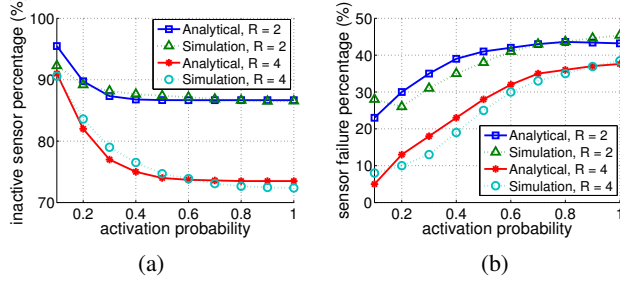 inactive sensor percentage (%)
100
90
80
70
0.2
0.4
0.6
0.8
1
activation probability
Analytical, R = 2
Simulation, R = 2
Analytical, R = 4
Simulation, R = 4
(a)
sensor failure percentage (%)
50
40
30
20
10
0
0.2
0.4
0.6
0.8
1
activation probability
Analytical, R = 2
Simulation, R = 2
Analytical, R = 4
Simulation, R = 4
(b)